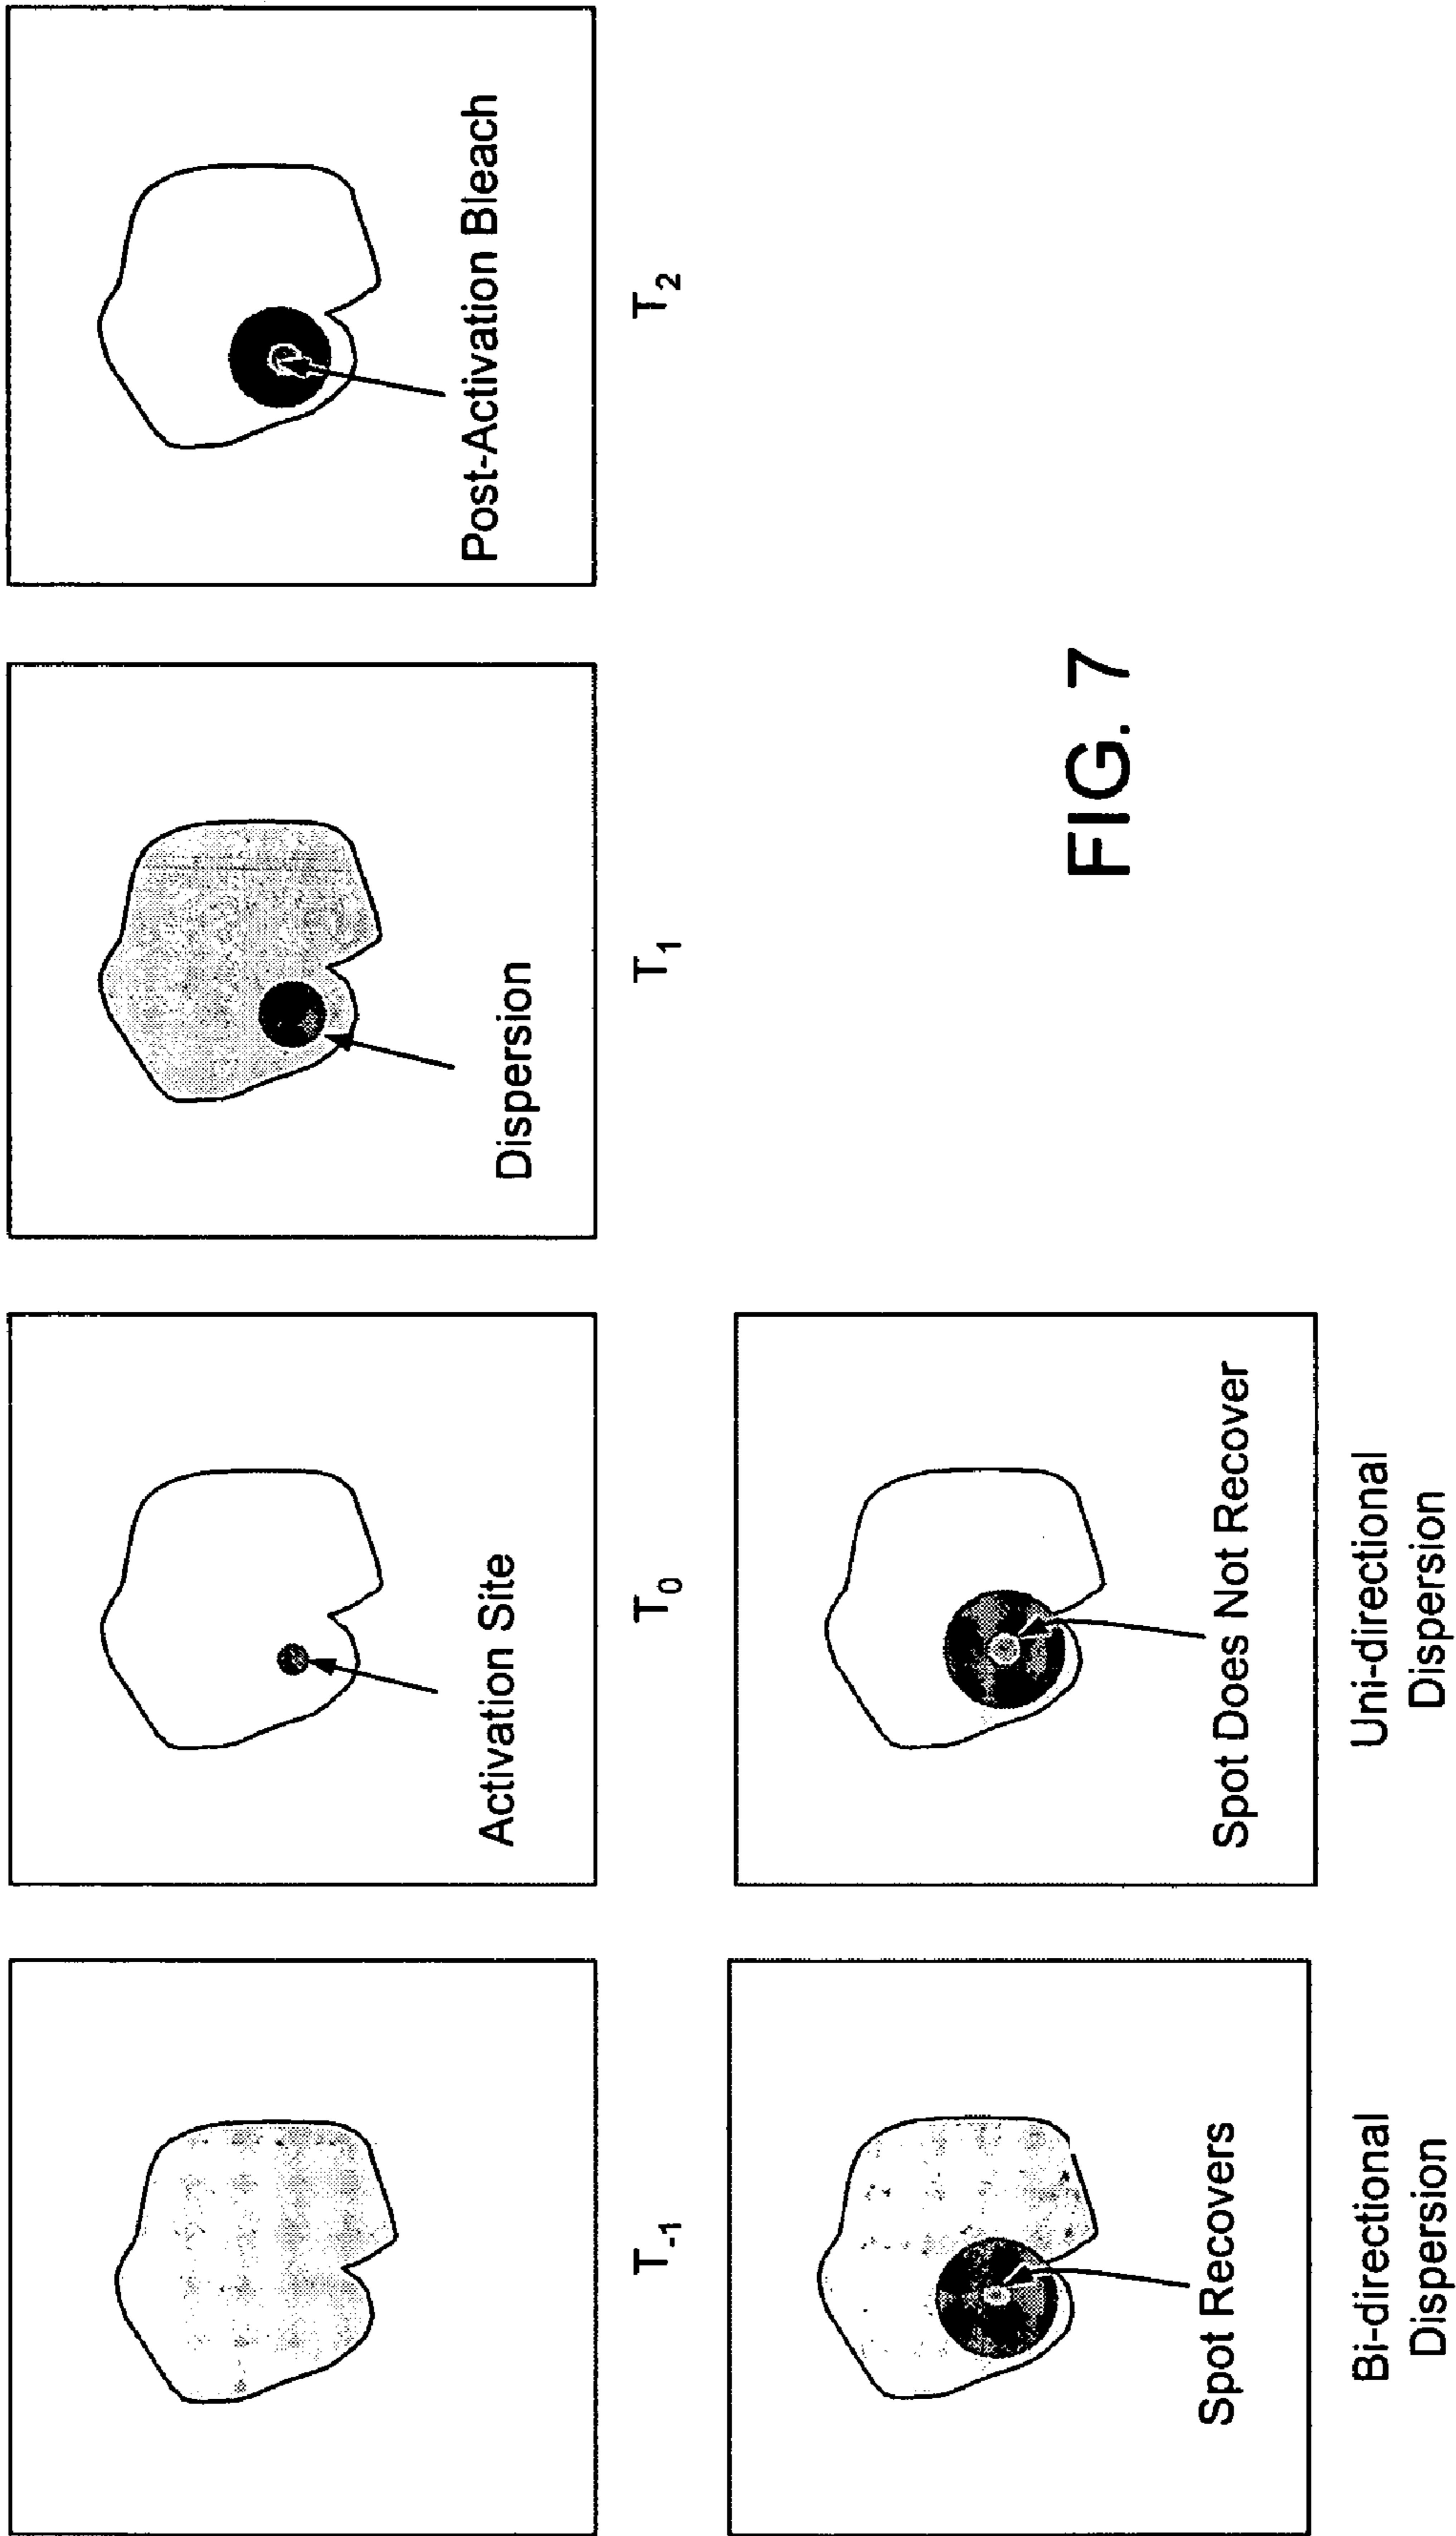 T-1
Activation Site
T0
Dispersion
T1
Post-Activation Bleach
T2
Spot Recovers
Bi-directional
Dispersion
Spot Does Not Recover
Uni-directional
Dispersion
FIG. 7